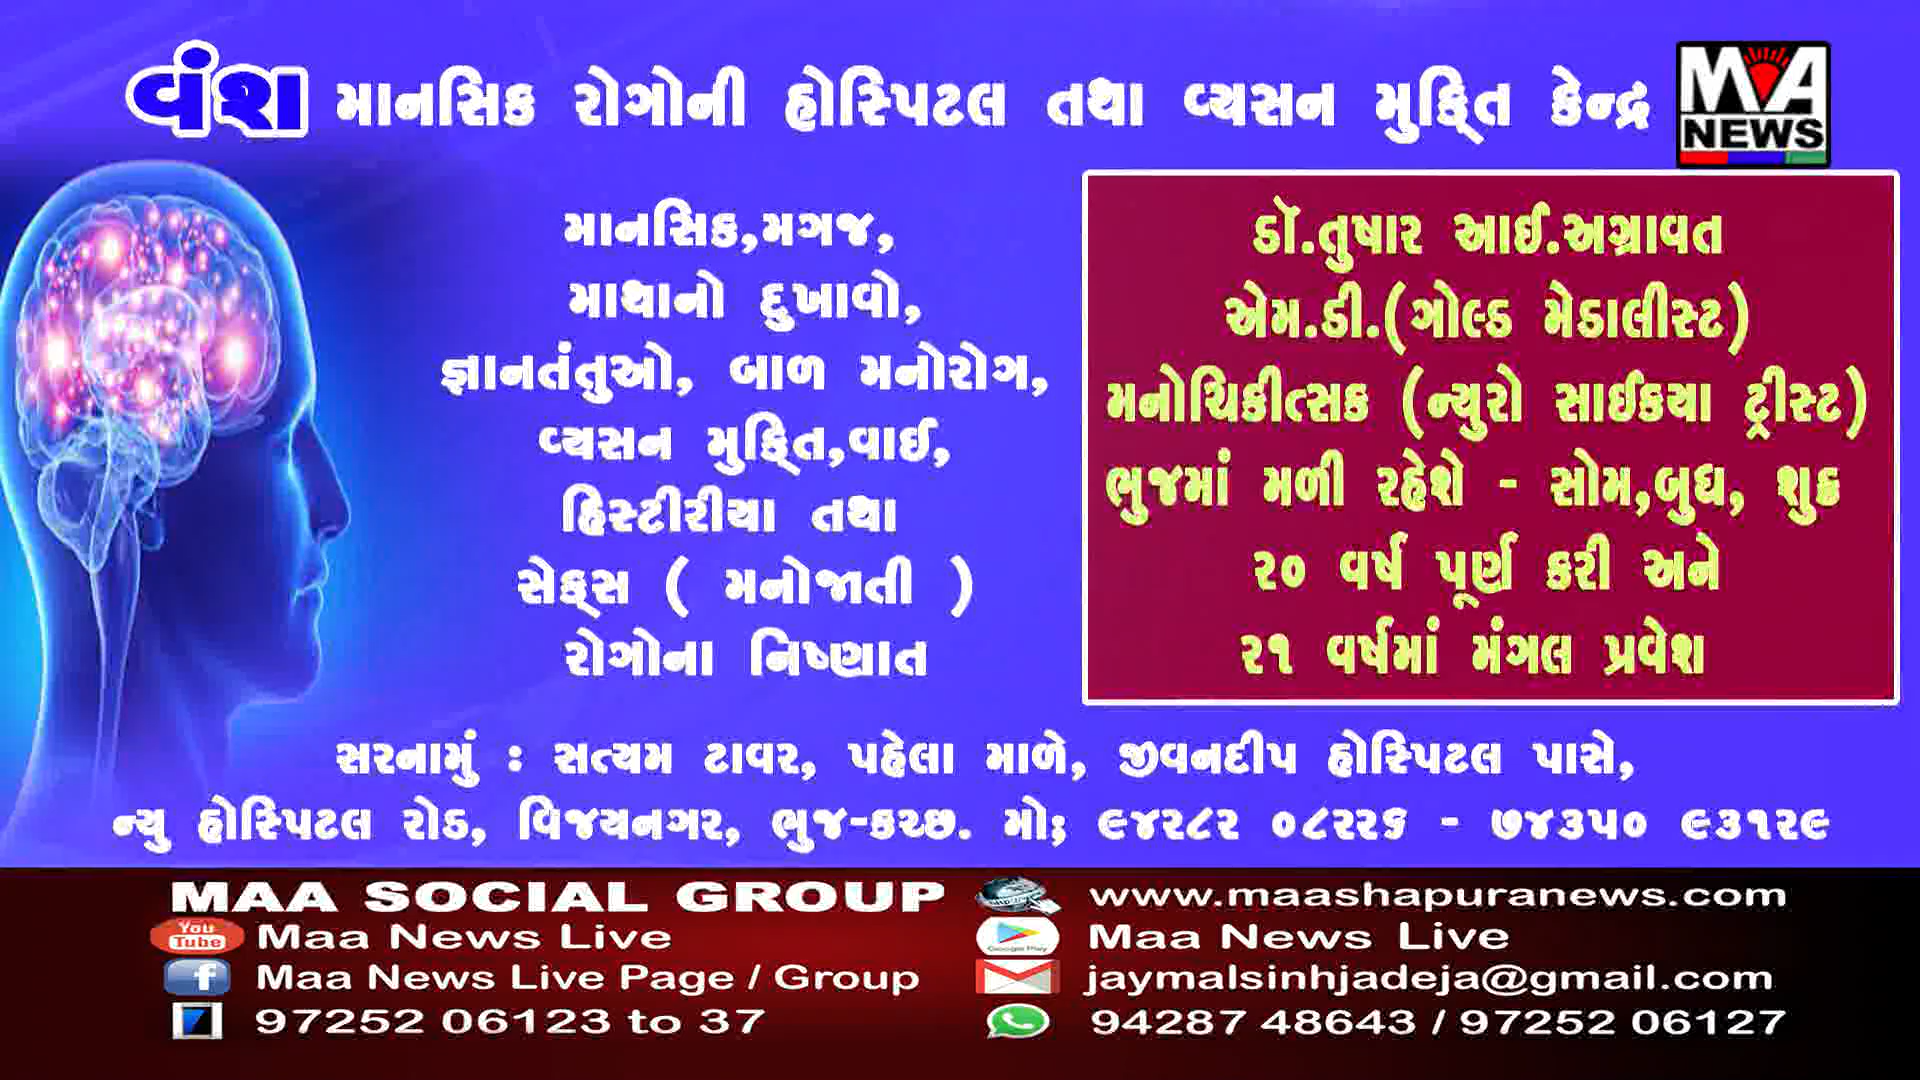 વંશ માનસિક રોગોની હોસ્પિટલ તથા વ્યસન મુકિ્ત કેન્દ્ર
MAA NEWS
માનસિક,મગજ,
માથાનો દુખાવો,
જ્ઞાનતંતુઓ, બાળ મનોરોગ,
વ્યસન મુકિ્ત,વાઈ,
હિસ્ટીરીયા તથા
સેક્સ ( મનોજાતી )
રોગોના નિષ્ણાત
ડૉ.તુષાર આઈ.અગ્રાવત
એમ.ડી.(ગોલ્ડ મેડાલીસ્ટ)
મનોચિકીત્સક (ન્યુરો સાઈકયા ટ્રીસ્ટ)
ભુજમાં મળી રહેશે - સોમ,બુધ, શુક્ર
૨૦ વર્ષ પૂર્ણ કરી અને
૨૧ વર્ષમાં મંગલ પ્રવેશ
સરનામું : સત્યમ ટાવર, પહેલા માળે, જીવનદીપ હોસ્પિટલ પાસે,
ન્યુ હોસ્પિટલ રોડ, વિજયનગર, ભુજ-કચ્છ. મો; ૯૪૨૮૨ ૦૮૨૨૬ - ૭૪૩૫૦ ૯૩૧૨૯
MAA SOCIAL GROUP
You Tube Maa News Live
f Maa News Live Page / Group
97252 06123 to 37
www.maashapuranews.com
Google Play Maa News Live
jaymalsinhjadeja@gmail.com
94287 48643 / 97252 06127